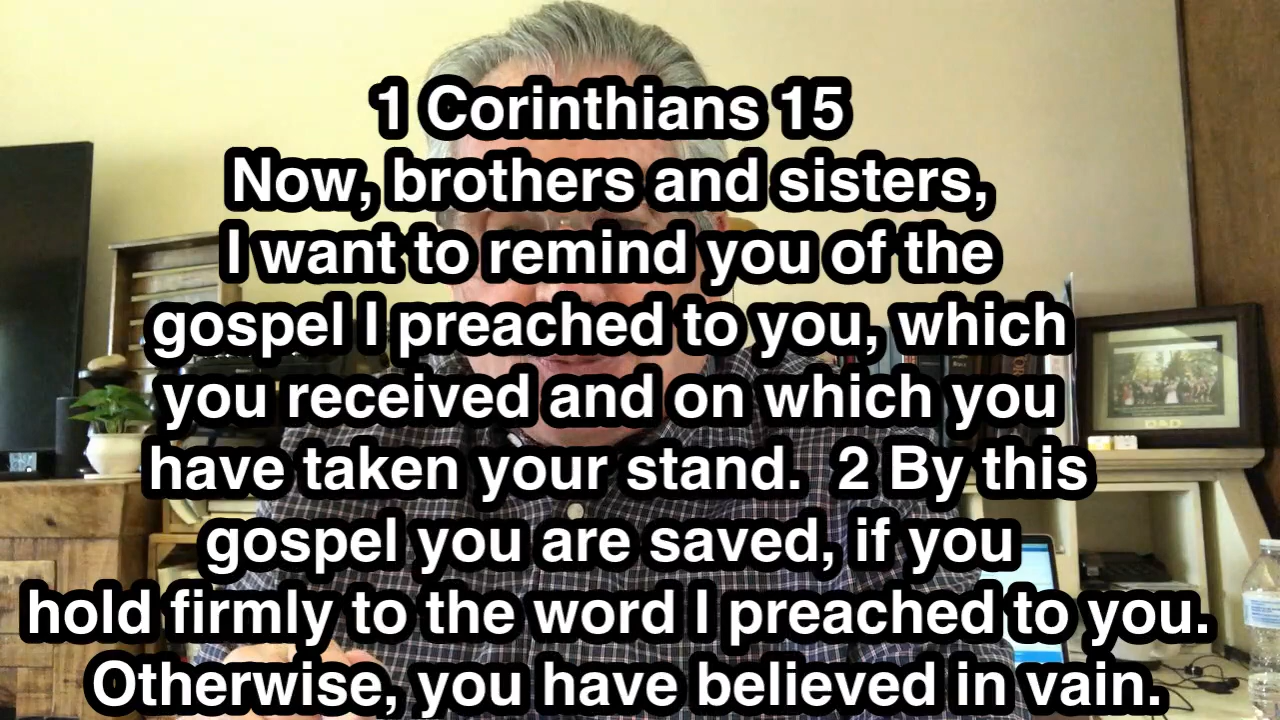 1 Corinthians 15
Now, brothers and sisters,
I want to remind you of the
gospel I preached to you, which
you received and on which you
have taken your stand.  2 By this
gospel you are saved, if you
hold firmly to the word I preached to you.
Otherwise, you have believed in vain.
DAD